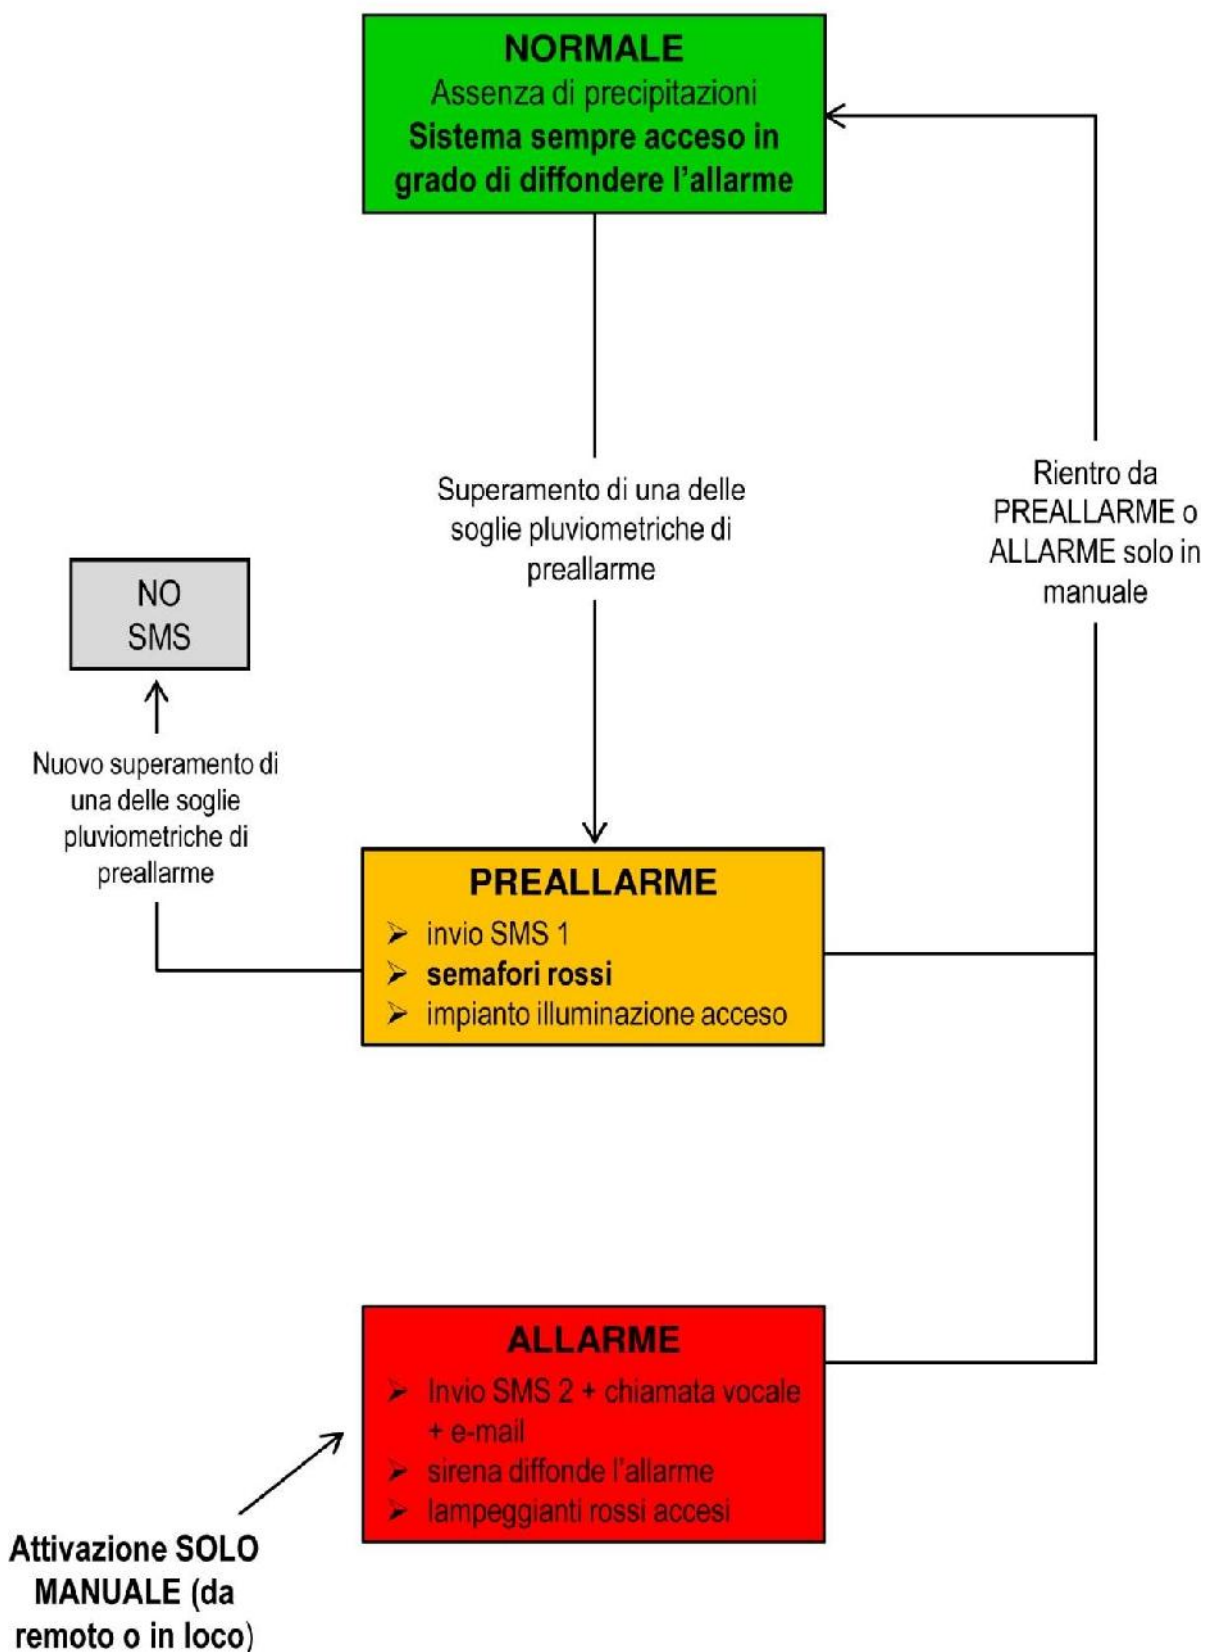 NORMALE
Assenza di precipitazioni
Sistema sempre acceso in
grado di diffondere l'allarme
Superamento di una delle
soglie pluviometriche di
preallarme
Rientro da
PREALLARME o
ALLARME solo in
manuale
NO
SMS
Nuovo superamento di
una delle soglie
pluviometriche di
preallarme
PREALLARME
➢ invio SMS 1
➢ semafori rossi
➢ impianto illuminazione acceso
ALLARME
➢ Invio SMS 2 + chiamata vocale
+ e-mail
➢ sirena diffonde l'allarme
➢ lampeggianti rossi accesi
Attivazione SOLO
MANUALE (da
remoto o in loco)